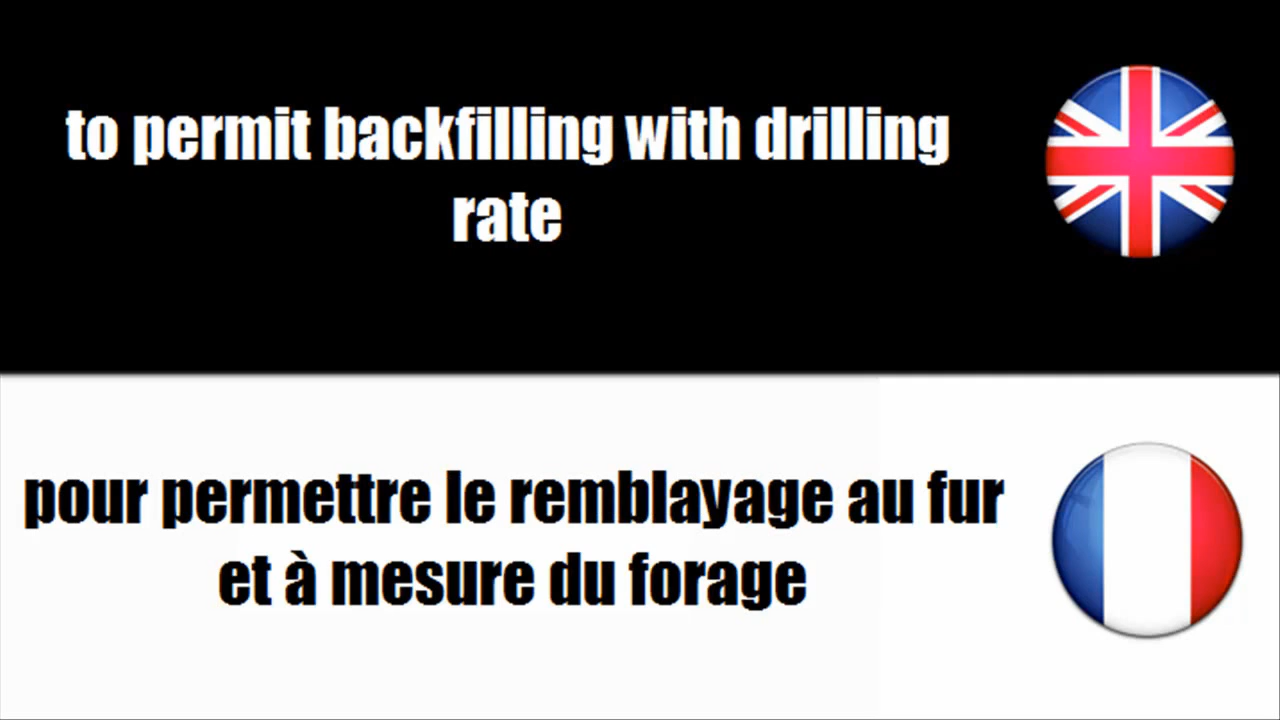 to permit backfilling with drilling
rate
pour permettre le remblayage au fur
et à mesure du forage